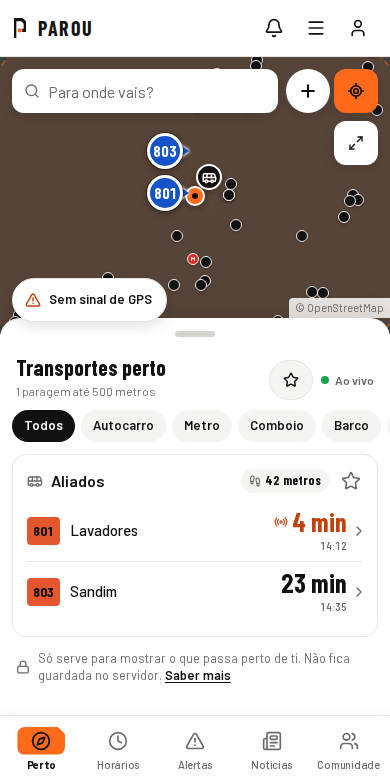 PAROU
Para onde vais?
803
801
M
Sem sinal de GPS
© OpenStreetMap
Transportes perto
1 paragem até 500 metros
Ao vivo
Todos
Autocarro
Metro
Comboio
Barco
Aliados
42 metros
801
Lavadores
4 min
14:12
803
Sandim
23 min
14:35
Só serve para mostrar o que passa perto de ti. Não fica
guardada no servidor. Saber mais
Perto
Horários
Alertas
Notícias
Comunidade